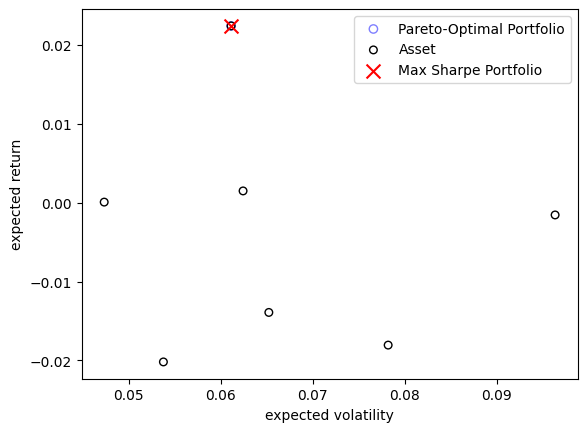 Pareto-Optimal Portfolio
Asset
Max Sharpe Portfolio
0.02
0.01
0.00
−0.01
−0.02
expected return
0.05 0.06 0.07 0.08 0.09
expected volatility